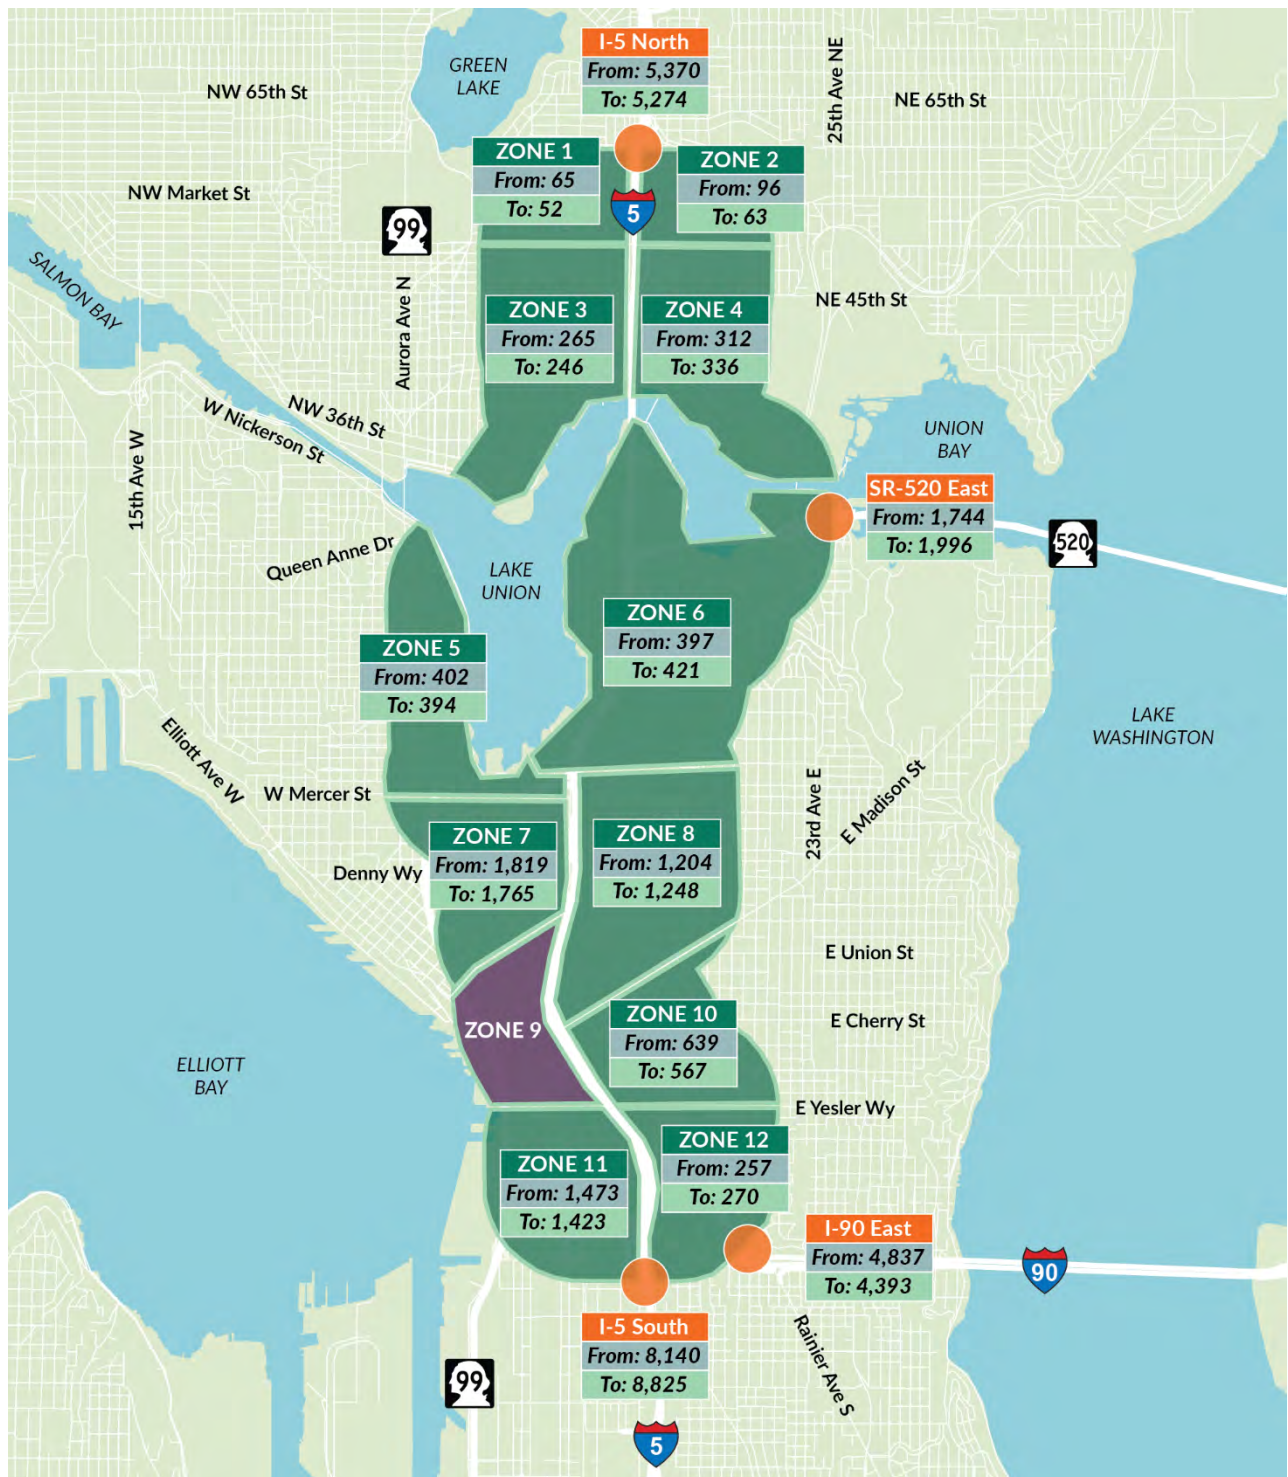 I-5 North
From: 5,370
To: 5,274
GREEN
LAKE
NW 65th St
25th Ave NE
NE 65th St
ZONE 1
From: 65
To: 52
ZONE 2
From: 96
To: 63
5
NW Market St
99
SALMON BAY
Aurora Ave N
NE 45th St
ZONE 3
From: 265
To: 246
ZONE 4
From: 312
To: 336
NW 36th St
W Nickerson St
15th Ave W
UNION
BAY
SR-520 East
From: 1,744
To: 1,996
520
Queen Anne Dr
LAKE
UNION
ZONE 6
From: 397
To: 421
ZONE 5
From: 402
To: 394
LAKE
WASHINGTON
Elliott Ave W
W Mercer St
23rd Ave E
E Madison St
ZONE 7
From: 1,819
To: 1,765
ZONE 8
From: 1,204
To: 1,248
Denny Wy
E Union St
ZONE 9
ZONE 10
From: 639
To: 567
E Cherry St
ELLIOTT
BAY
E Yesler Wy
ZONE 12
From: 257
To: 270
ZONE 11
From: 1,473
To: 1,423
I-90 East
From: 4,837
To: 4,393
90
I-5 South
From: 8,140
To: 8,825
Rainier Ave S
99
5